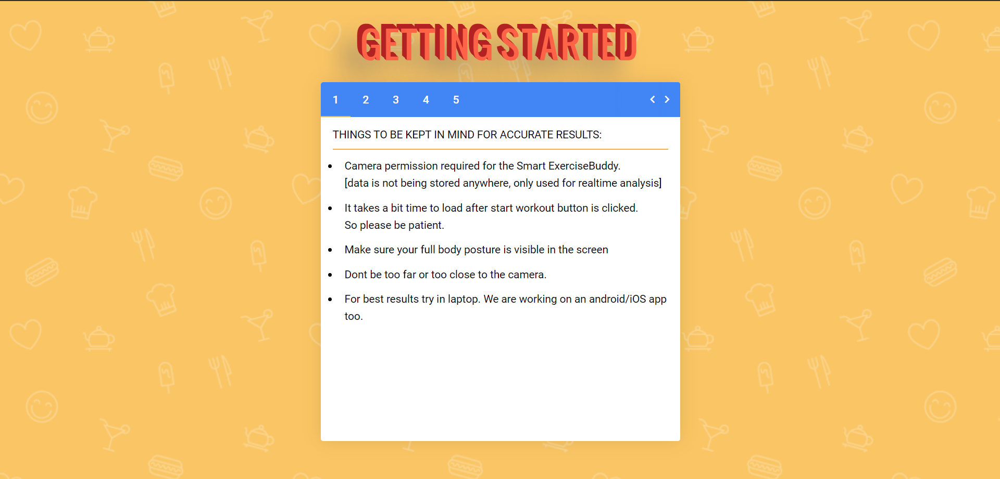 GETTING STARTED
1 2 3 4 5
THINGS TO BE KEPT IN MIND FOR ACCURATE RESULTS:
Camera permission required for the Smart ExerciseBuddy.
[data is not being stored anywhere, only used for realtime analysis]
It takes a bit time to load after start workout button is clicked.
So please be patient.
Make sure your full body posture is visible in the screen
Dont be too far or too close to the camera.
For best results try in laptop. We are working on an android/iOS app
too.